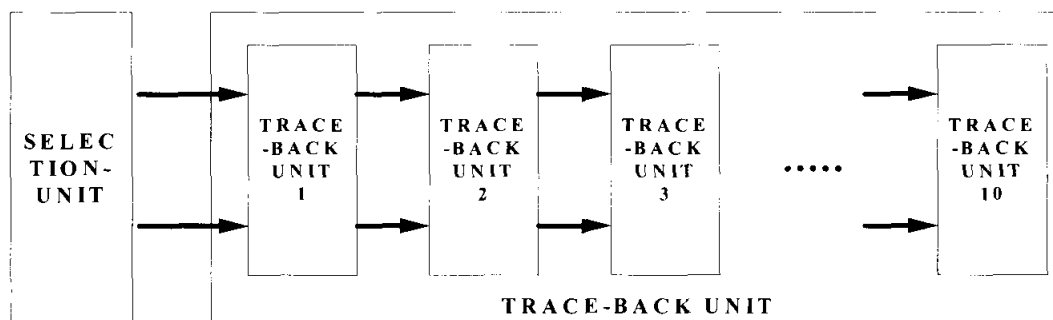 SELEC
TION-
UNIT
TRACE
-BACK
UNIT
1
TRACE
-BACK
UNIT
2
TRACE
-BACK
UNIT
3
.....
TRACE
-BACK
UNIT
10
TRACE-BACK UNIT